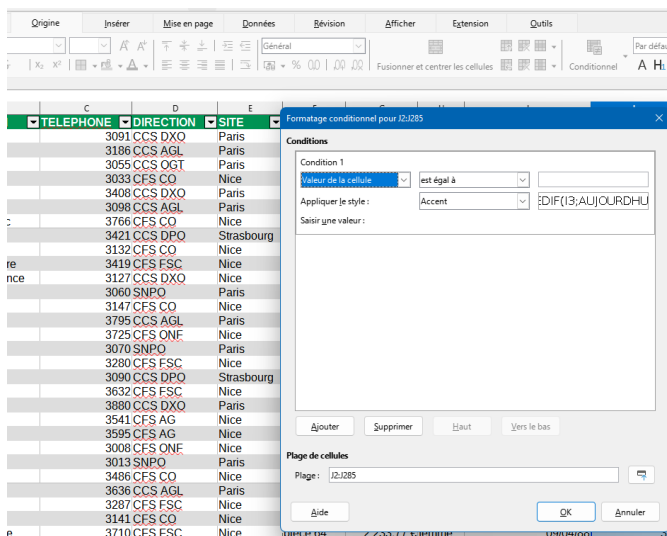 Origine Insérer Mise en page Données Révision Afficher Extension Outils
Général Par défau
Fusionner et centrer les cellules Conditionnel A H1
C D E
TELEPHONE DIRECTION SITE
3091 CCS DXO Paris
3186 CCS AGL Paris
3055 CCS OGT Paris
3033 CFS CO Nice
3408 CCS DXO Paris
3098 CCS AGL Paris
3766 CFS CO Nice
3421 CCS DPO Strasbourg
3132 CFS CO Nice
re 3419 CFS FSC Nice
nce 3127 CCS DXO Nice
3060 SNPO Paris
3147 CFS CO Nice
3795 CCS AGL Paris
3725 CFS ONF Nice
3070 SNPO Paris
3280 CFS FSC Nice
3090 CCS DPO Strasbourg
3632 CFS FSC Nice
3880 CCS DXO Paris
3541 CFS AG Nice
3595 CFS AG Nice
3008 CFS ONF Nice
3013 SNPO Paris
3486 CFS CO Nice
3636 CCS AGL Paris
3287 CFS FSC Nice
3141 CFS CO Nice
3710 CFS FSC Nice
Formatage conditionnel pour J2:J285
Conditions
Condition 1
Valeur de la cellule est égal à
Appliquer le style : Accent EDIF(I3;AUJOURDHU
Saisir une valeur :
Ajouter Supprimer Haut Vers le bas
Plage de cellules
Plage : J2:J285
Aide OK Annuler